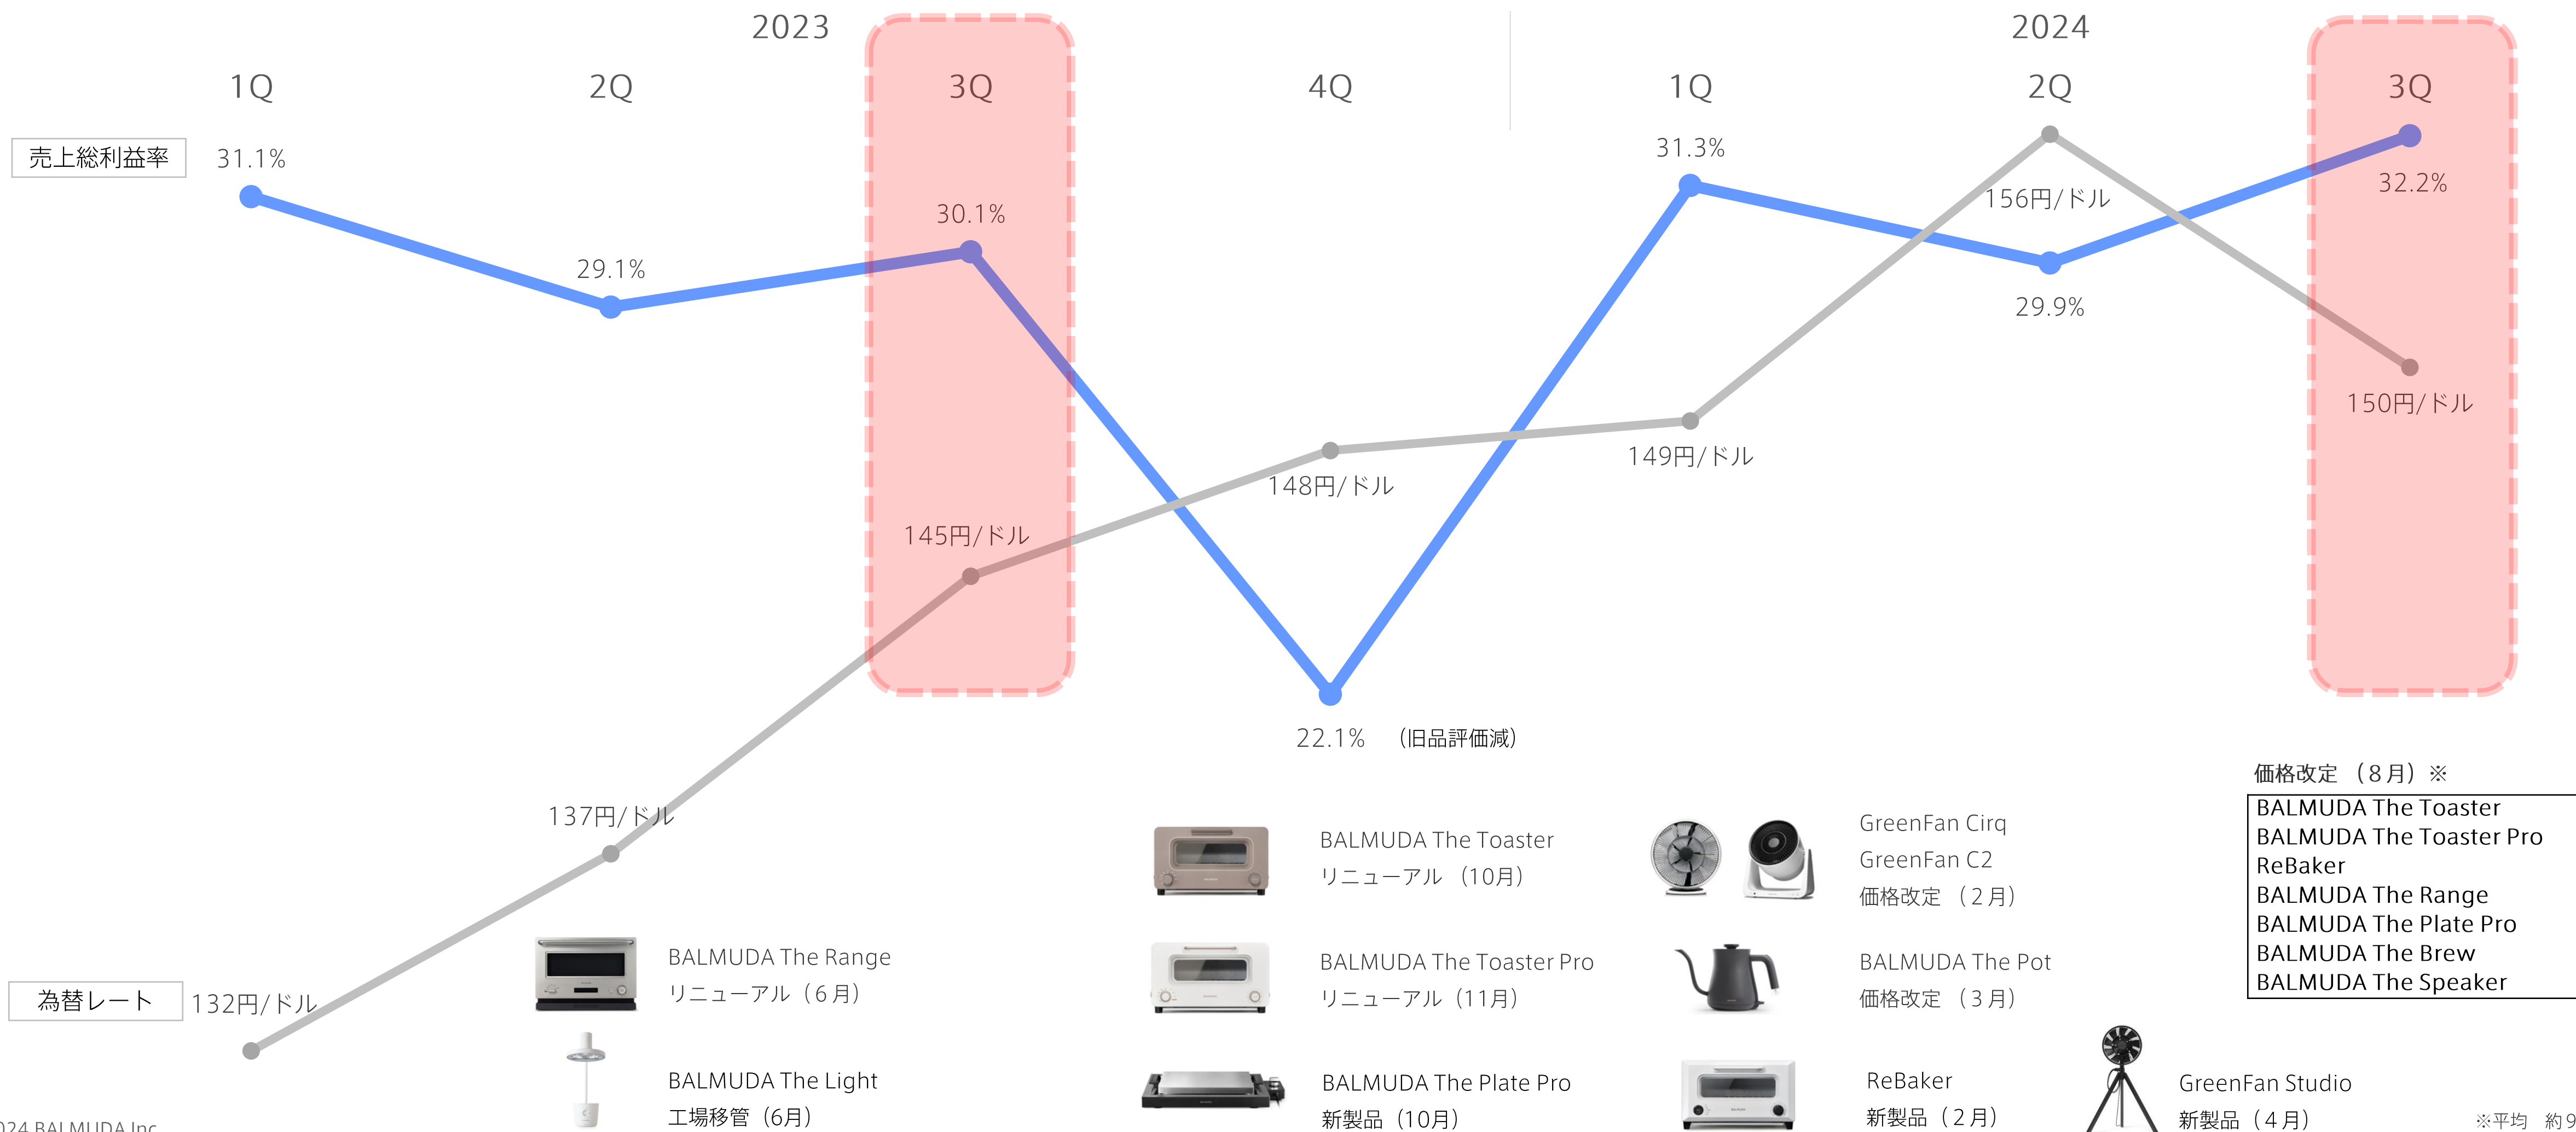 2023
2024
1Q
2Q
3Q
4Q
1Q
2Q
3Q
売上総利益率
31.1%
29.1%
30.1%
22.1% （旧品評価減）
31.3%
29.9%
32.2%
為替レート
132円/ドル
137円/ドル
145円/ドル
148円/ドル
149円/ドル
156円/ドル
150円/ドル
BALMUDA The Range
リニューアル（６月）
BALMUDA The Light
工場移管（6月）
BALMUDA The Toaster
リニューアル （10月）
BALMUDA The Toaster Pro
リニューアル（11月）
BALMUDA The Plate Pro
新製品（10月）
GreenFan Cirq
GreenFan C2
価格改定 （２月）
BALMUDA The Pot
価格改定 （３月）
ReBaker
新製品（２月）
GreenFan Studio
新製品（４月）
価格改定 （８月）※
BALMUDA The Toaster
BALMUDA The Toaster Pro
ReBaker
BALMUDA The Range
BALMUDA The Plate Pro
BALMUDA The Brew
BALMUDA The Speaker
※平均 約9
024 BALMUDA Inc